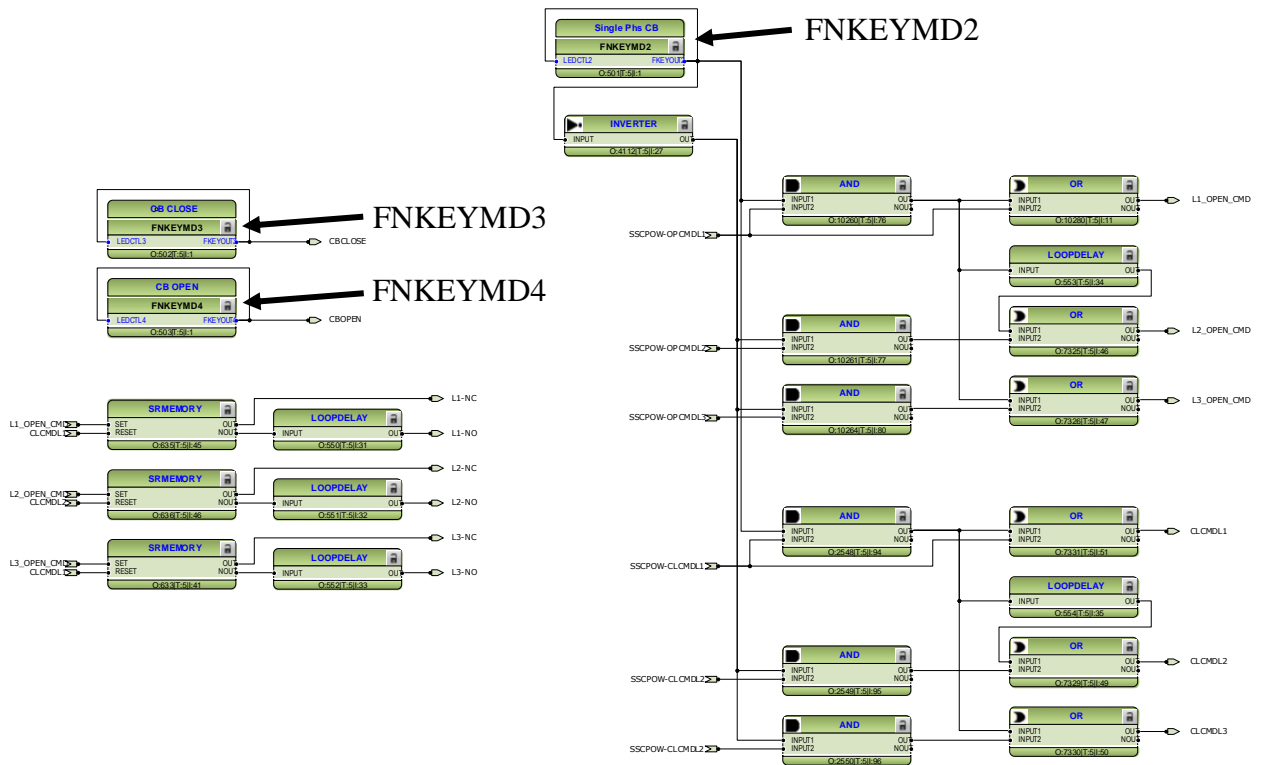 Single Phs CB
FNKEYMD2
LEDCTL2 FKEYOUT2
O:501|T:5|I:1
FNKEYMD2
INVERTER
INPUT OUT
O:4112|T:5|I:27
CB CLOSE
FNKEYMD3
LEDCTL3 FKEYOUT3
O:502|T:5|I:1
CBCLOSE
FNKEYMD3
CB OPEN
FNKEYMD4
LEDCTL4 FKEYOUT4
O:503|T:5|I:1
CBOPEN
FNKEYMD4
L1_OPEN_CMD
CLCMDL1
SRMEMORY
SET OUT
RESET NOUT
O:635|T:5|I:45
LOOPDELAY
INPUT OUT
O:550|T:5|I:31
L1-NC
L1-NO
L2_OPEN_CMD
CLCMDL2
SRMEMORY
SET OUT
RESET NOUT
O:636|T:5|I:46
LOOPDELAY
INPUT OUT
O:551|T:5|I:32
L2-NC
L2-NO
L3_OPEN_CMD
CLCMDL
SRMEMORY
SET OUT
RESET NOUT
O:633|T:5|I:41
LOOPDELAY
INPUT OUT
O:552|T:5|I:33
L3-NC
L3-NO
SSCPOW-OPCMDL1
AND
INPUT1 OUT
INPUT2 NOUT
O:10260|T:5|I:76
OR
INPUT1 OUT
INPUT2 NOUT
O:10280|T:5|I:11
L1_OPEN_CMD
LOOPDELAY
INPUT OUT
O:553|T:5|I:34
SSCPOW-OPCMDL2
AND
INPUT1 OUT
INPUT2 NOUT
O:10261|T:5|I:77
OR
INPUT1 OUT
INPUT2 NOUT
O:7325|T:5|I:46
L2_OPEN_CMD
SSCPOW-OPCMDL3
AND
INPUT1 OUT
INPUT2 NOUT
O:10264|T:5|I:80
OR
INPUT1 OUT
INPUT2 NOUT
O:7326|T:5|I:47
L3_OPEN_CMD
SSCPOW-CLCMDL1
AND
INPUT1 OUT
INPUT2 NOUT
O:2548|T:5|I:94
OR
INPUT1 OUT
INPUT2 NOUT
O:7331|T:5|I:51
CLCMDL1
LOOPDELAY
INPUT OUT
O:554|T:5|I:35
SSCPOW-CLCMDL2
AND
INPUT1 OUT
INPUT2 NOUT
O:2549|T:5|I:95
OR
INPUT1 OUT
INPUT2 NOUT
O:7329|T:5|I:49
CLCMDL2
SSCPOW-CLCMDL2
AND
INPUT1 OUT
INPUT2 NOUT
O:2550|T:5|I:96
OR
INPUT1 OUT
INPUT2 NOUT
O:7330|T:5|I:50
CLCMDL3